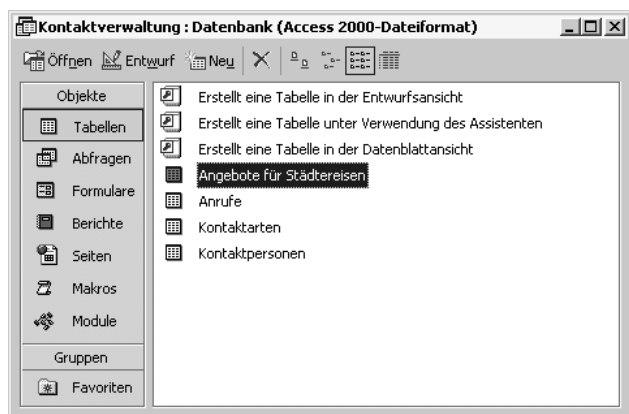 Kontaktverwaltung : Datenbank (Access 2000-Dateiformat)
Öffnen Entwurf Neu
Objekte
Tabellen
Abfragen
Formulare
Berichte
Seiten
Makros
Module
Gruppen
Favoriten
Erstellt eine Tabelle in der Entwurfsansicht
Erstellt eine Tabelle unter Verwendung des Assistenten
Erstellt eine Tabelle in der Datenblattansicht
Angebote für Städtereisen
Anrufe
Kontaktarten
Kontaktpersonen